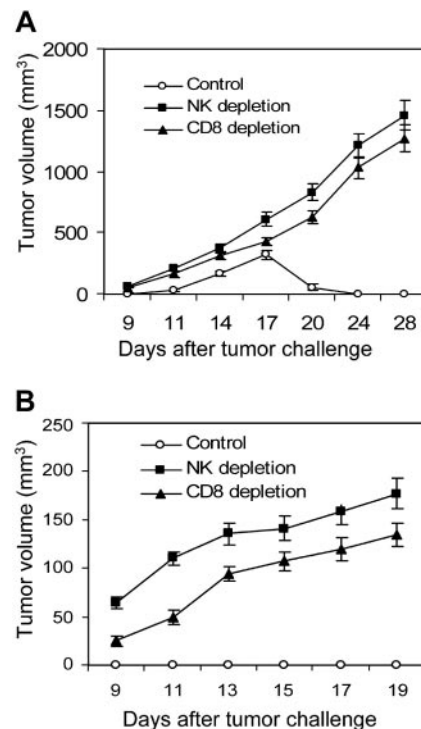 A
Tumor volume (mm³)
2000
1500
1000
500
0
Control
NK depletion
CD8 depletion
9 11 14 17 20 24 28
Days after tumor challenge
B
Tumor volume (mm³)
250
200
150
100
50
0
Control
NK depletion
CD8 depletion
9 11 13 15 17 19
Days after tumor challenge